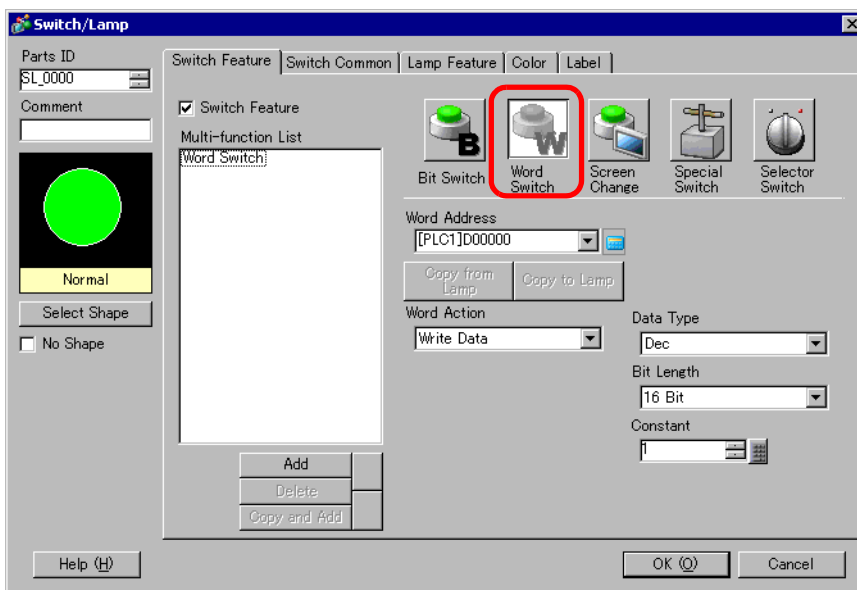 Switch/Lamp
Parts ID
SL_0000
Comment
Normal
Select Shape
No Shape
Switch Feature
Switch Common
Lamp Feature
Color
Label
Switch Feature
Multi-function List
Word Switch
Add
Delete
Copy and Add
B
Bit Switch
W
Word
Switch
Screen
Change
Special
Switch
Selector
Switch
Word Address
[PLC1]D00000
Copy from
Lamp
Copy to Lamp
Word Action
Write Data
Data Type
Dec
Bit Length
16 Bit
Constant
1
Help (H)
OK (O)
Cancel